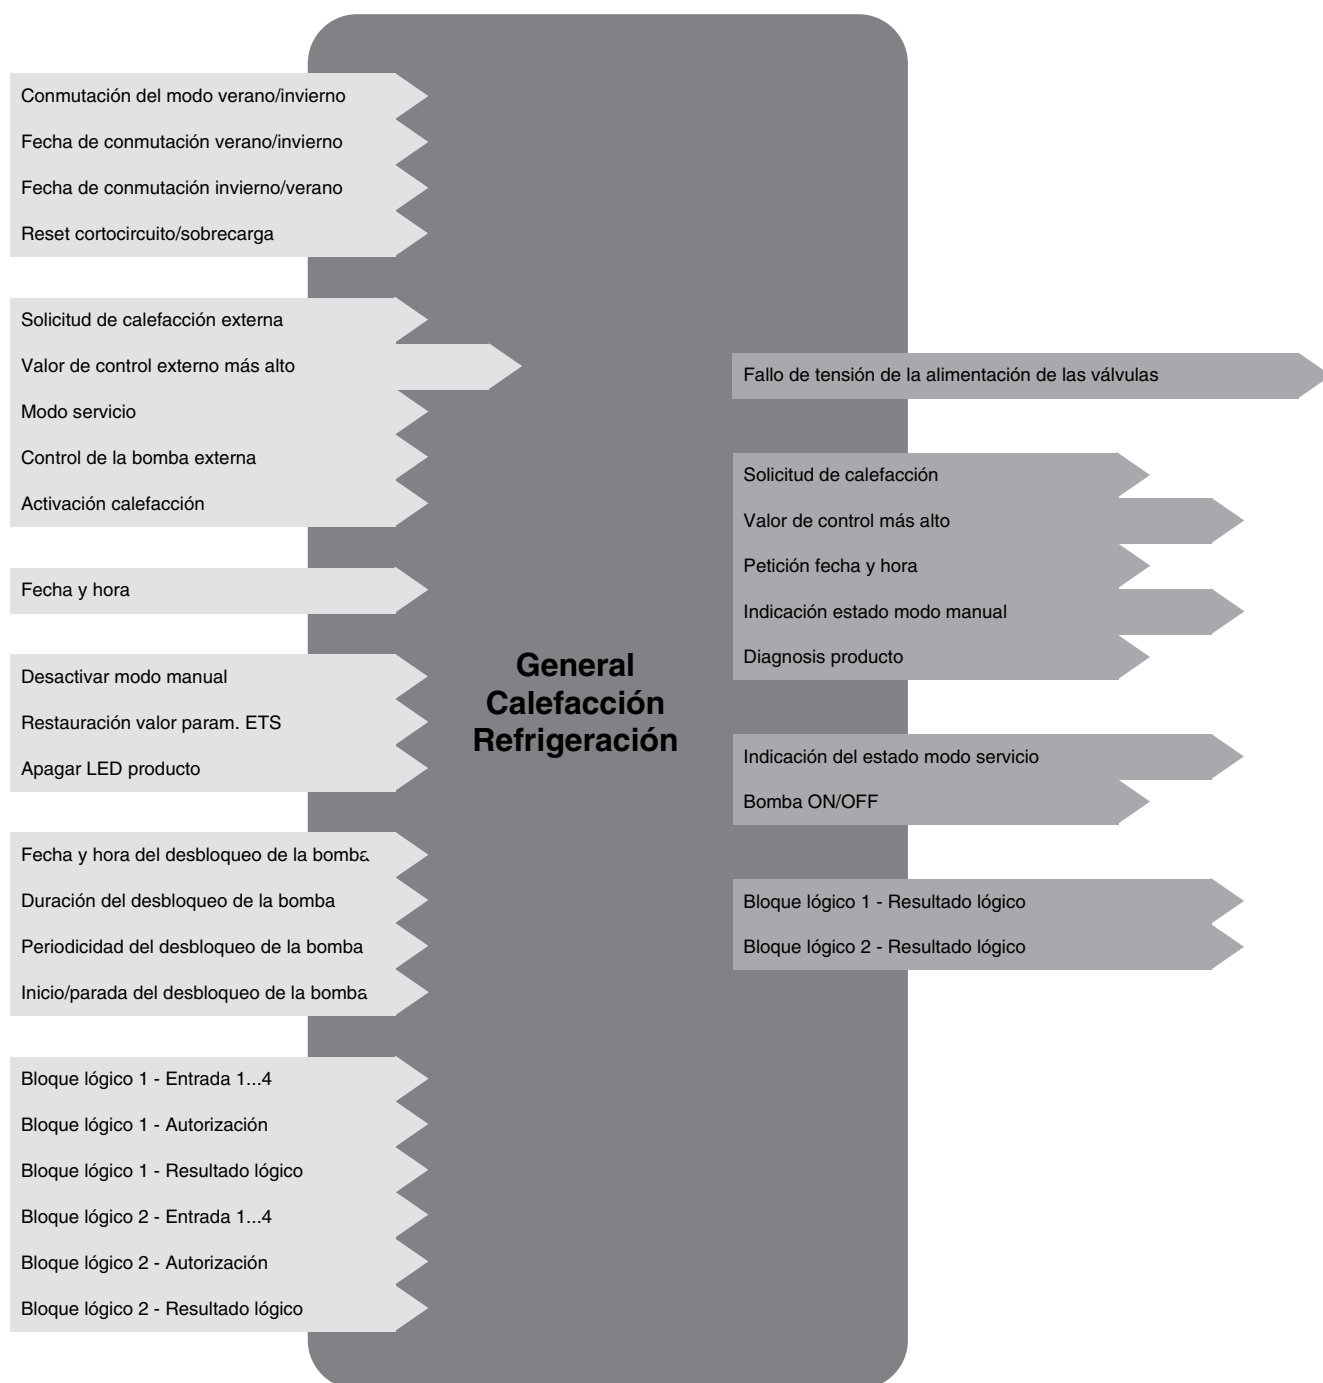 Conmutación del modo verano/invierno
Fecha de conmutación verano/invierno
Fecha de conmutación invierno/verano
Reset cortocircuito/sobrecarga
Solicitud de calefacción externa
Valor de control externo más alto
Modo servicio
Control de la bomba externa
Activación calefacción
Fecha y hora
Desactivar modo manual
Restauración valor param. ETS
Apagar LED producto
Fecha y hora del desbloqueo de la bomba
Duración del desbloqueo de la bomba
Periodicidad del desbloqueo de la bomba
Inicio/parada del desbloqueo de la bomba
Bloque lógico 1 - Entrada 1...4
Bloque lógico 1 - Autorización
Bloque lógico 1 - Resultado lógico
Bloque lógico 2 - Entrada 1...4
Bloque lógico 2 - Autorización
Bloque lógico 2 - Resultado lógico
General
Calefacción
Refrigeración
Fallo de tensión de la alimentación de las válvulas
Solicitud de calefacción
Valor de control más alto
Petición fecha y hora
Indicación estado modo manual
Diagnosis producto
Indicación del estado modo servicio
Bomba ON/OFF
Bloque lógico 1 - Resultado lógico
Bloque lógico 2 - Resultado lógico